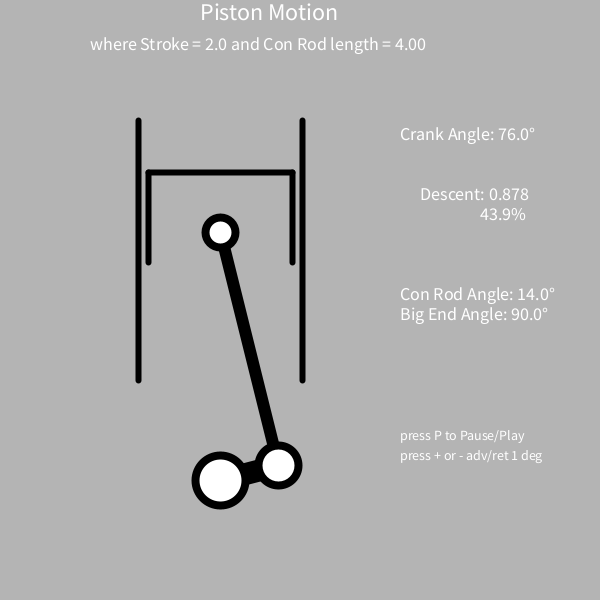 Piston Motion
where Stroke = 2.0 and Con Rod length = 4.00
Crank Angle: 76.0°
Descent: 0.878
43.9%
Con Rod Angle: 14.0°
Big End Angle: 90.0°
press P to Pause/Play
press + or - adv/ret 1 deg